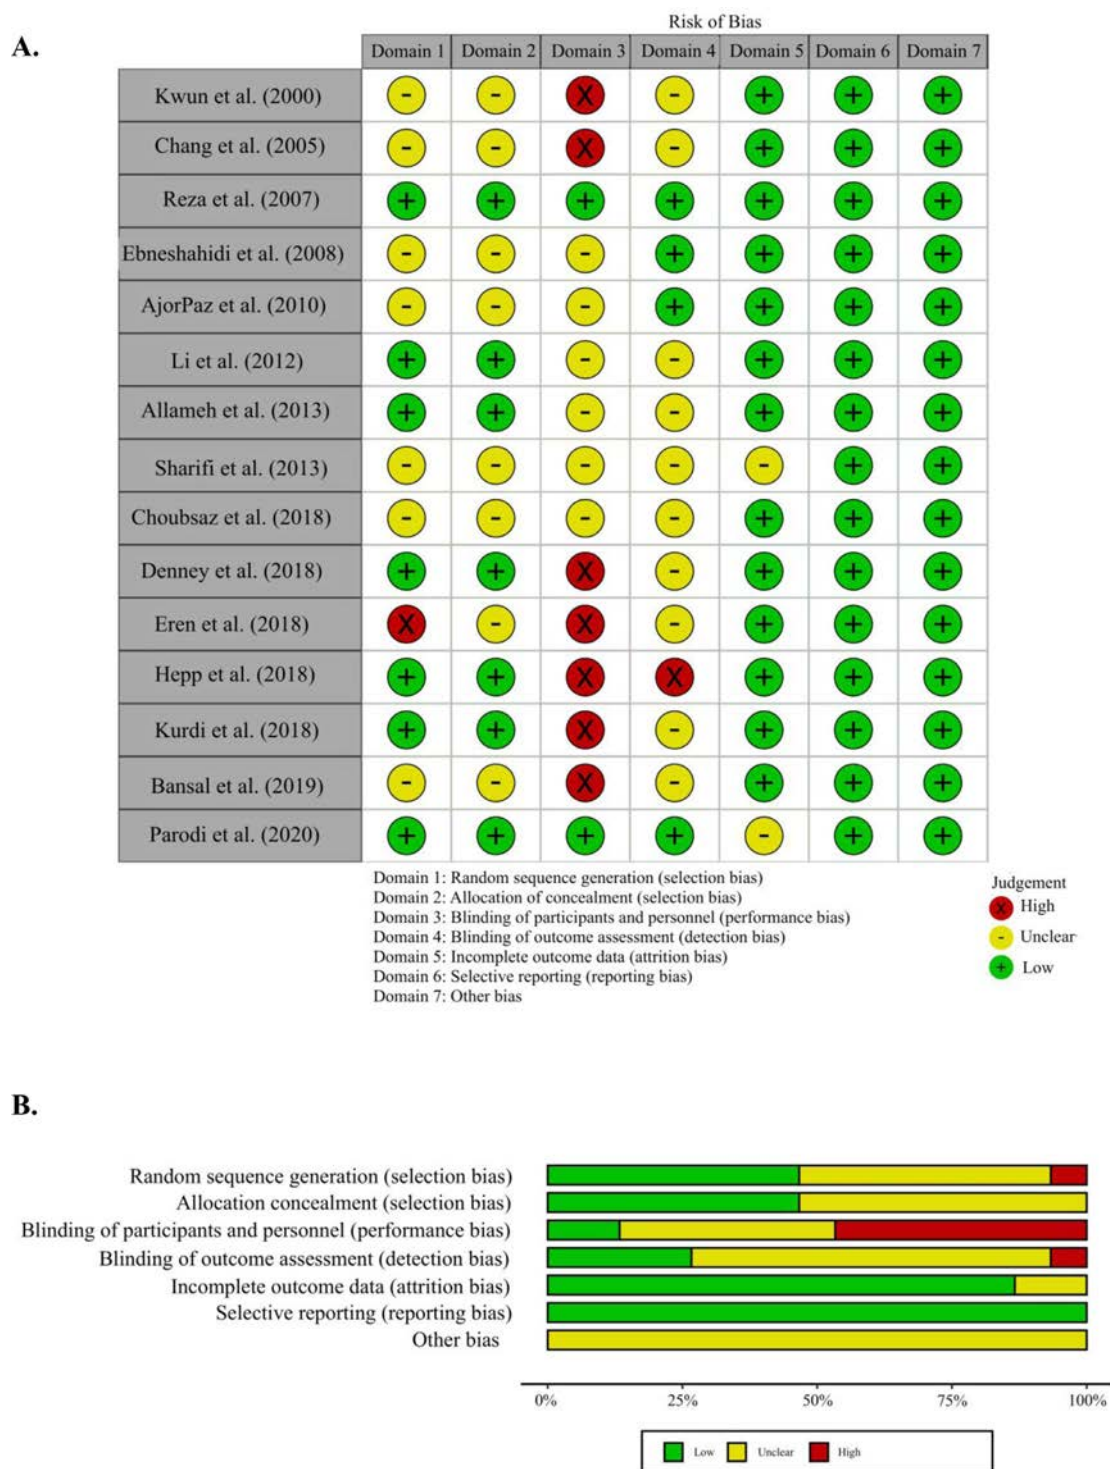 A.
Risk of Bias
Domain 1 Domain 2 Domain 3 Domain 4 Domain 5 Domain 6 Domain 7
Kwun et al. (2000) - - X - + + +
Chang et al. (2005) - - X - + + +
Reza et al. (2007) + + + + + + +
Ebneshahidi et al. (2008) - - - + + + +
AjorPaz et al. (2010) - - - + + + +
Li et al. (2012) + + - - + + +
Allameh et al. (2013) + + - - + + +
Sharifi et al. (2013) - - - - - + +
Choubsaz et al. (2018) - - - - + + +
Denney et al. (2018) + + X - + + +
Eren et al. (2018) X - X - + + +
Hepp et al. (2018) + + X X + + +
Kurdi et al. (2018) + + X - + + +
Bansal et al. (2019) - - X - + + +
Parodi et al. (2020) + + + + - + +
Domain 1: Random sequence generation (selection bias)
Domain 2: Allocation of concealment (selection bias)
Domain 3: Blinding of participants and personnel (performance bias)
Domain 4: Blinding of outcome assessment (detection bias)
Domain 5: Incomplete outcome data (attrition bias)
Domain 6: Selective reporting (reporting bias)
Domain 7: Other bias
Judgement
X High
- Unclear
+ Low
B.
Random sequence generation (selection bias)
Allocation concealment (selection bias)
Blinding of participants and personnel (performance bias)
Blinding of outcome assessment (detection bias)
Incomplete outcome data (attrition bias)
Selective reporting (reporting bias)
Other bias
0% 25% 50% 75% 100%
Low Unclear High